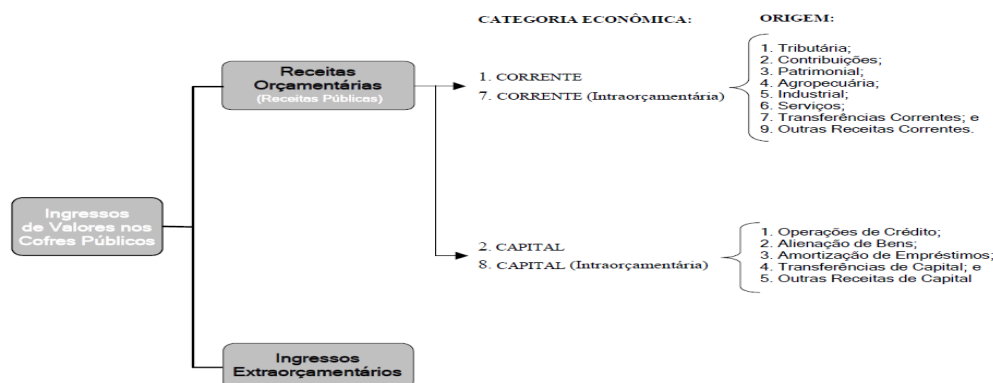 CATEGORIA ECONÔMICA:
ORIGEM:
Receitas
Orçamentárias
(Receitas Públicas)
1. CORRENTE
7. CORRENTE (Intraorçamentária)
1. Tributária;
2. Contribuições;
3. Patrimonial;
4. Agropecuária;
5. Industrial;
6. Serviços;
7. Transferências Correntes; e
9. Outras Receitas Correntes.
Ingressos
de Valores nos
Cofres Públicos
2. CAPITAL
8. CAPITAL (Intraorçamentária)
1. Operações de Crédito;
2. Alienação de Bens;
3. Amortização de Empréstimos;
4. Transferências de Capital; e
5. Outras Receitas de Capital
Ingressos
Extraorçamentários